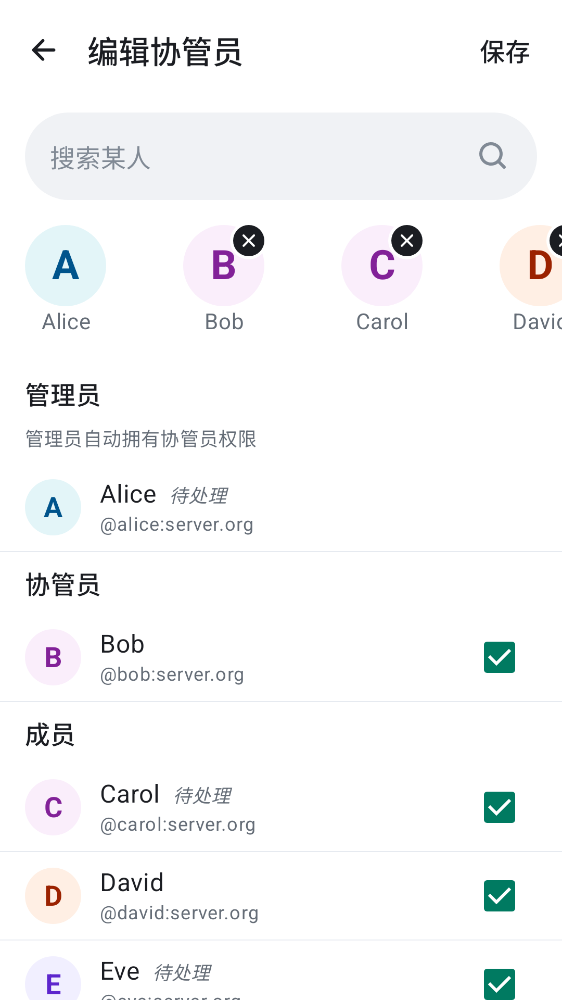 编辑协管员 保存
搜索某人
A B C D
Alice Bob Carol
管理员
管理员自动拥有协管员权限
A Alice 待处理
@alice:server.org
协管员
B Bob
@bob:server.org
成员
C Carol 待处理
@carol:server.org
D David
@david:server.org
E Eve 待处理